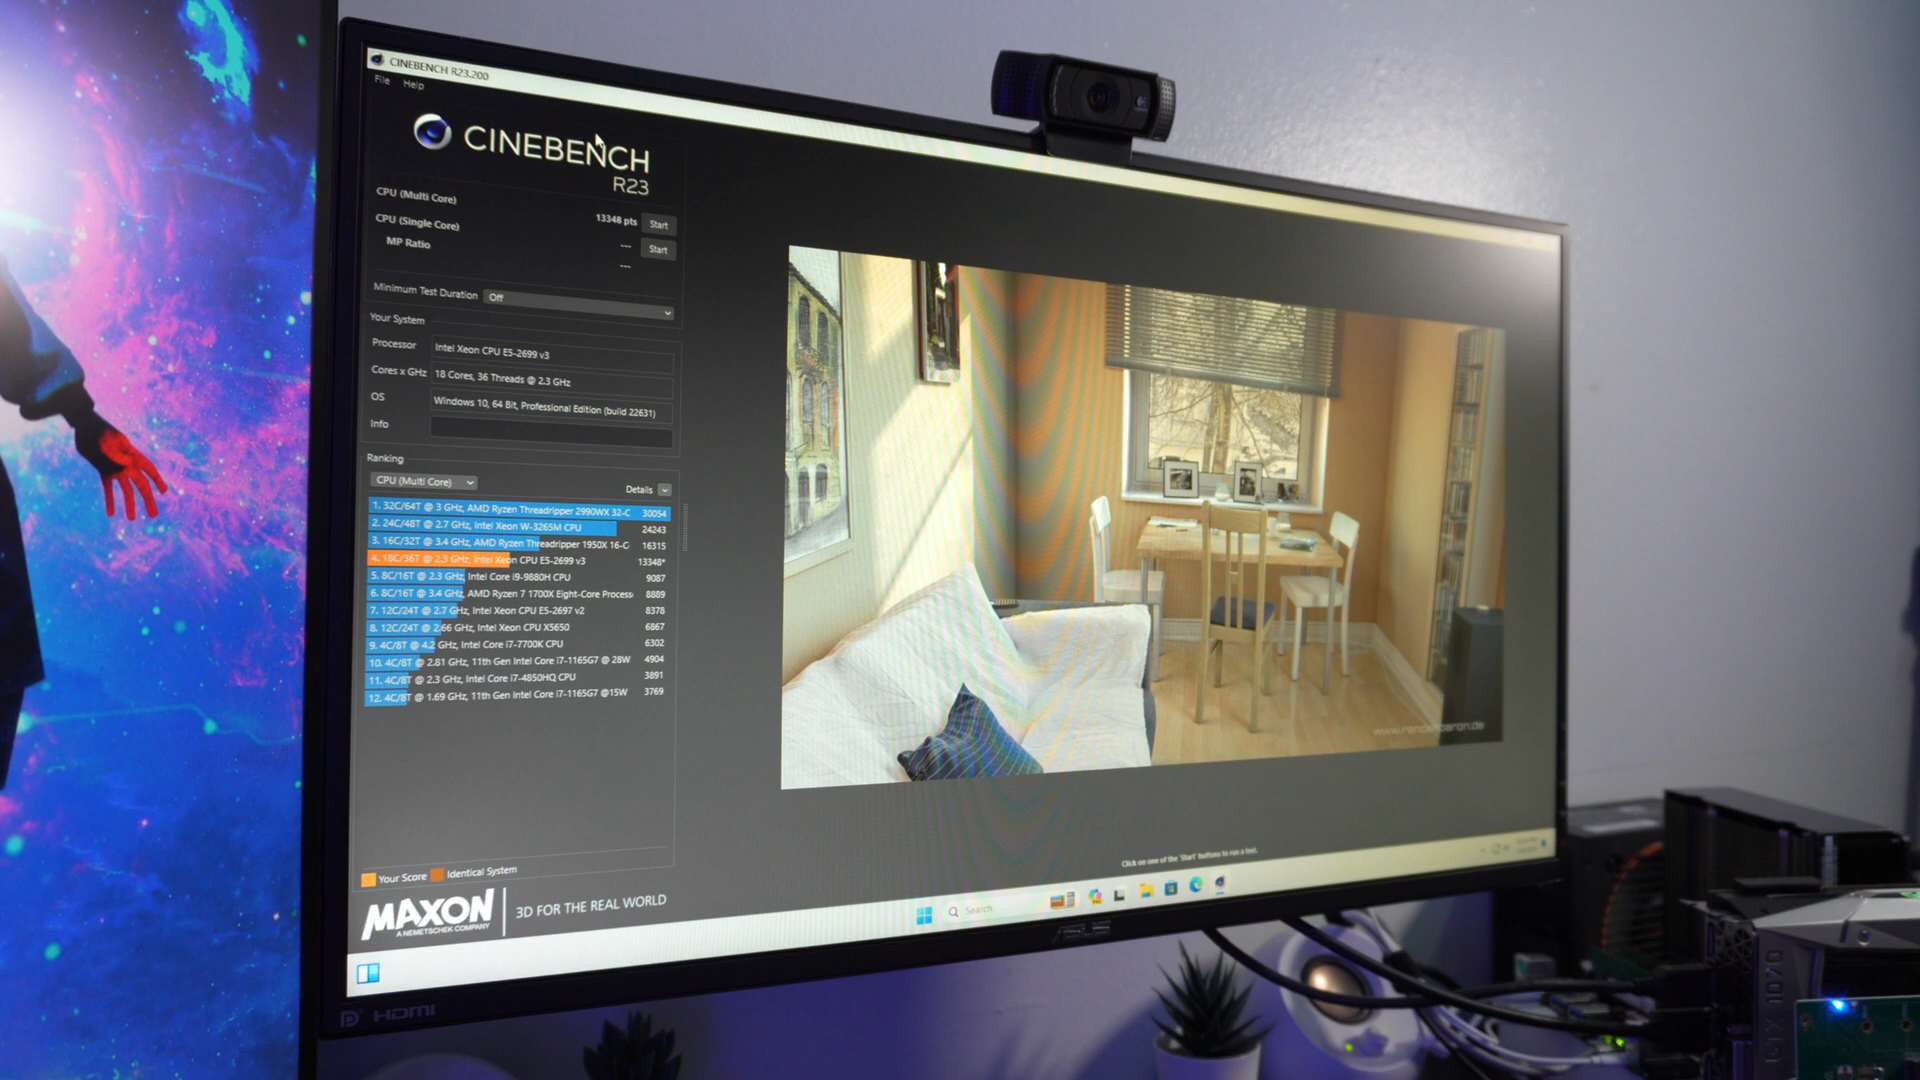 CINEBENCH R23.200
File Help
CINEBENCH
R23
CPU (Multi Core)
13348 pts Start
CPU (Single Core)
--- Start
MP Ratio
---
Minimum Test Duration Off
Your System
Processor Intel Xeon CPU E5-2699 v3
Cores x GHz 18 Cores, 36 Threads @ 2.3 GHz
OS Windows 10, 64 Bit, Professional Edition (build 22631)
Info
Ranking
CPU (Multi Core) Details
1. 32C/64T @ 3 GHz, AMD Ryzen Threadripper 2990WX 32-C 30054
2. 24C/48T @ 2.7 GHz, Intel Xeon W-3265M CPU 24243
3. 16C/32T @ 3.4 GHz, AMD Ryzen Threadripper 1950X 16-C 16315
4. 18C/36T @ 2.3 GHz, Intel Xeon CPU E5-2699 v3 13348*
5. 8C/16T @ 2.3 GHz, Intel Core i9-9880H CPU 9087
6. 8C/16T @ 3.4 GHz, AMD Ryzen 7 1700X Eight-Core Process 8889
7. 12C/24T @ 2.7 GHz, Intel Xeon CPU E5-2697 v2 8378
8. 12C/24T @ 2.66 GHz, Intel Xeon CPU X5650 6867
9. 4C/8T @ 4.2 GHz, Intel Core i7-7700K CPU 6302
10. 4C/8T @ 2.81 GHz, 11th Gen Intel Core i7-1165G7 @ 28W 4904
11. 4C/8T @ 2.3 GHz, Intel Core i7-4850HQ CPU 3891
12. 4C/8T @ 1.69 GHz, 11th Gen Intel Core i7-1165G7 @15W 3769
www.renderbaron.de
Click on one of the 'Start' buttons to run a test.
Your Score Identical System
MAXON 3D FOR THE REAL WORLD
A NEMETSCHEK COMPANY
Search
ASUS
HDMI
GTX 1070